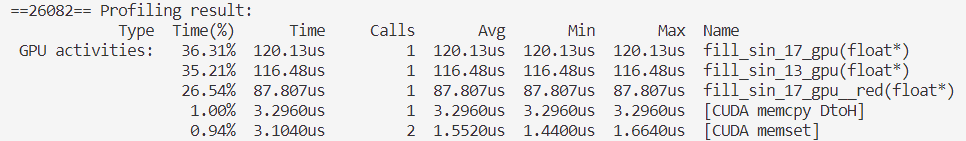 ==26082== Profiling result:
Type Time(%) Time Calls Avg Min Max Name
GPU activities: 36.31% 120.13us 1 120.13us 120.13us 120.13us fill_sin_17_gpu(float*)
35.21% 116.48us 1 116.48us 116.48us 116.48us fill_sin_13_gpu(float*)
26.54% 87.807us 1 87.807us 87.807us 87.807us fill_sin_17_gpu__red(float*)
1.00% 3.2960us 1 3.2960us 3.2960us 3.2960us [CUDA memcpy DtoH]
0.94% 3.1040us 2 1.5520us 1.4400us 1.6640us [CUDA memset]